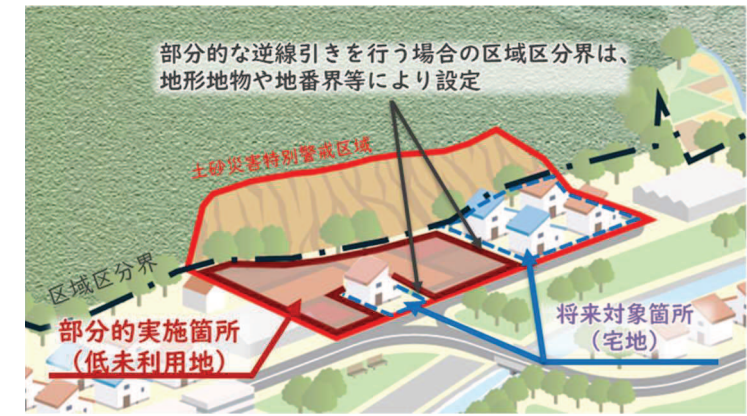 部分的な逆線引きを行う場合の区域区分界は、
地形地物や地番界等により設定
土砂災害特別警戒区域
区域区分界
部分的実施箇所
（低未利用地）
将来対象箇所
（宅地）